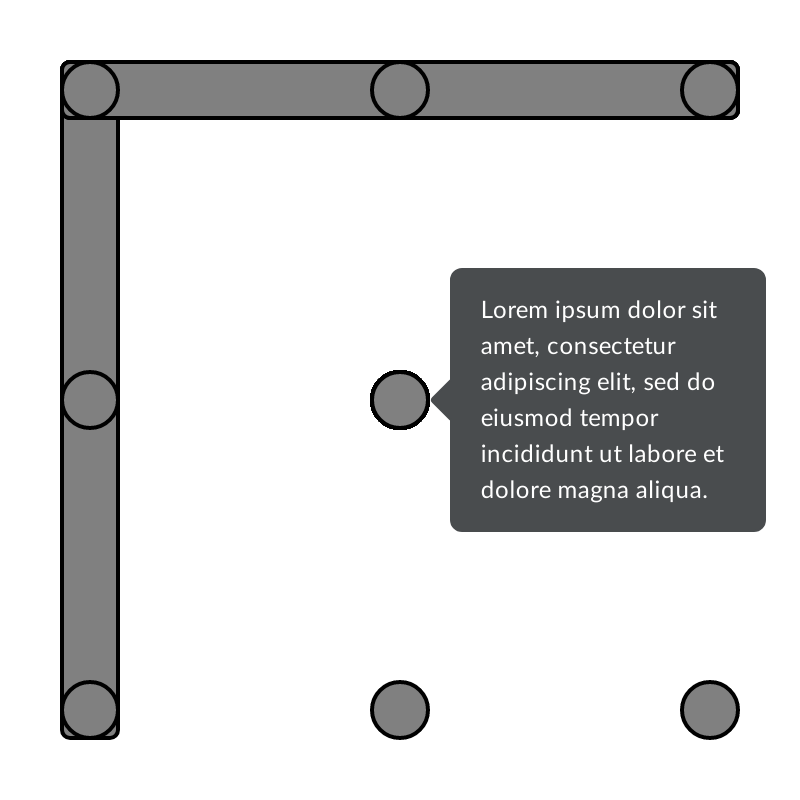 Lorem ipsum dolor sit
amet, consectetur
adipiscing elit, sed do
eiusmod tempor
incididunt ut labore et
dolore magna aliqua.